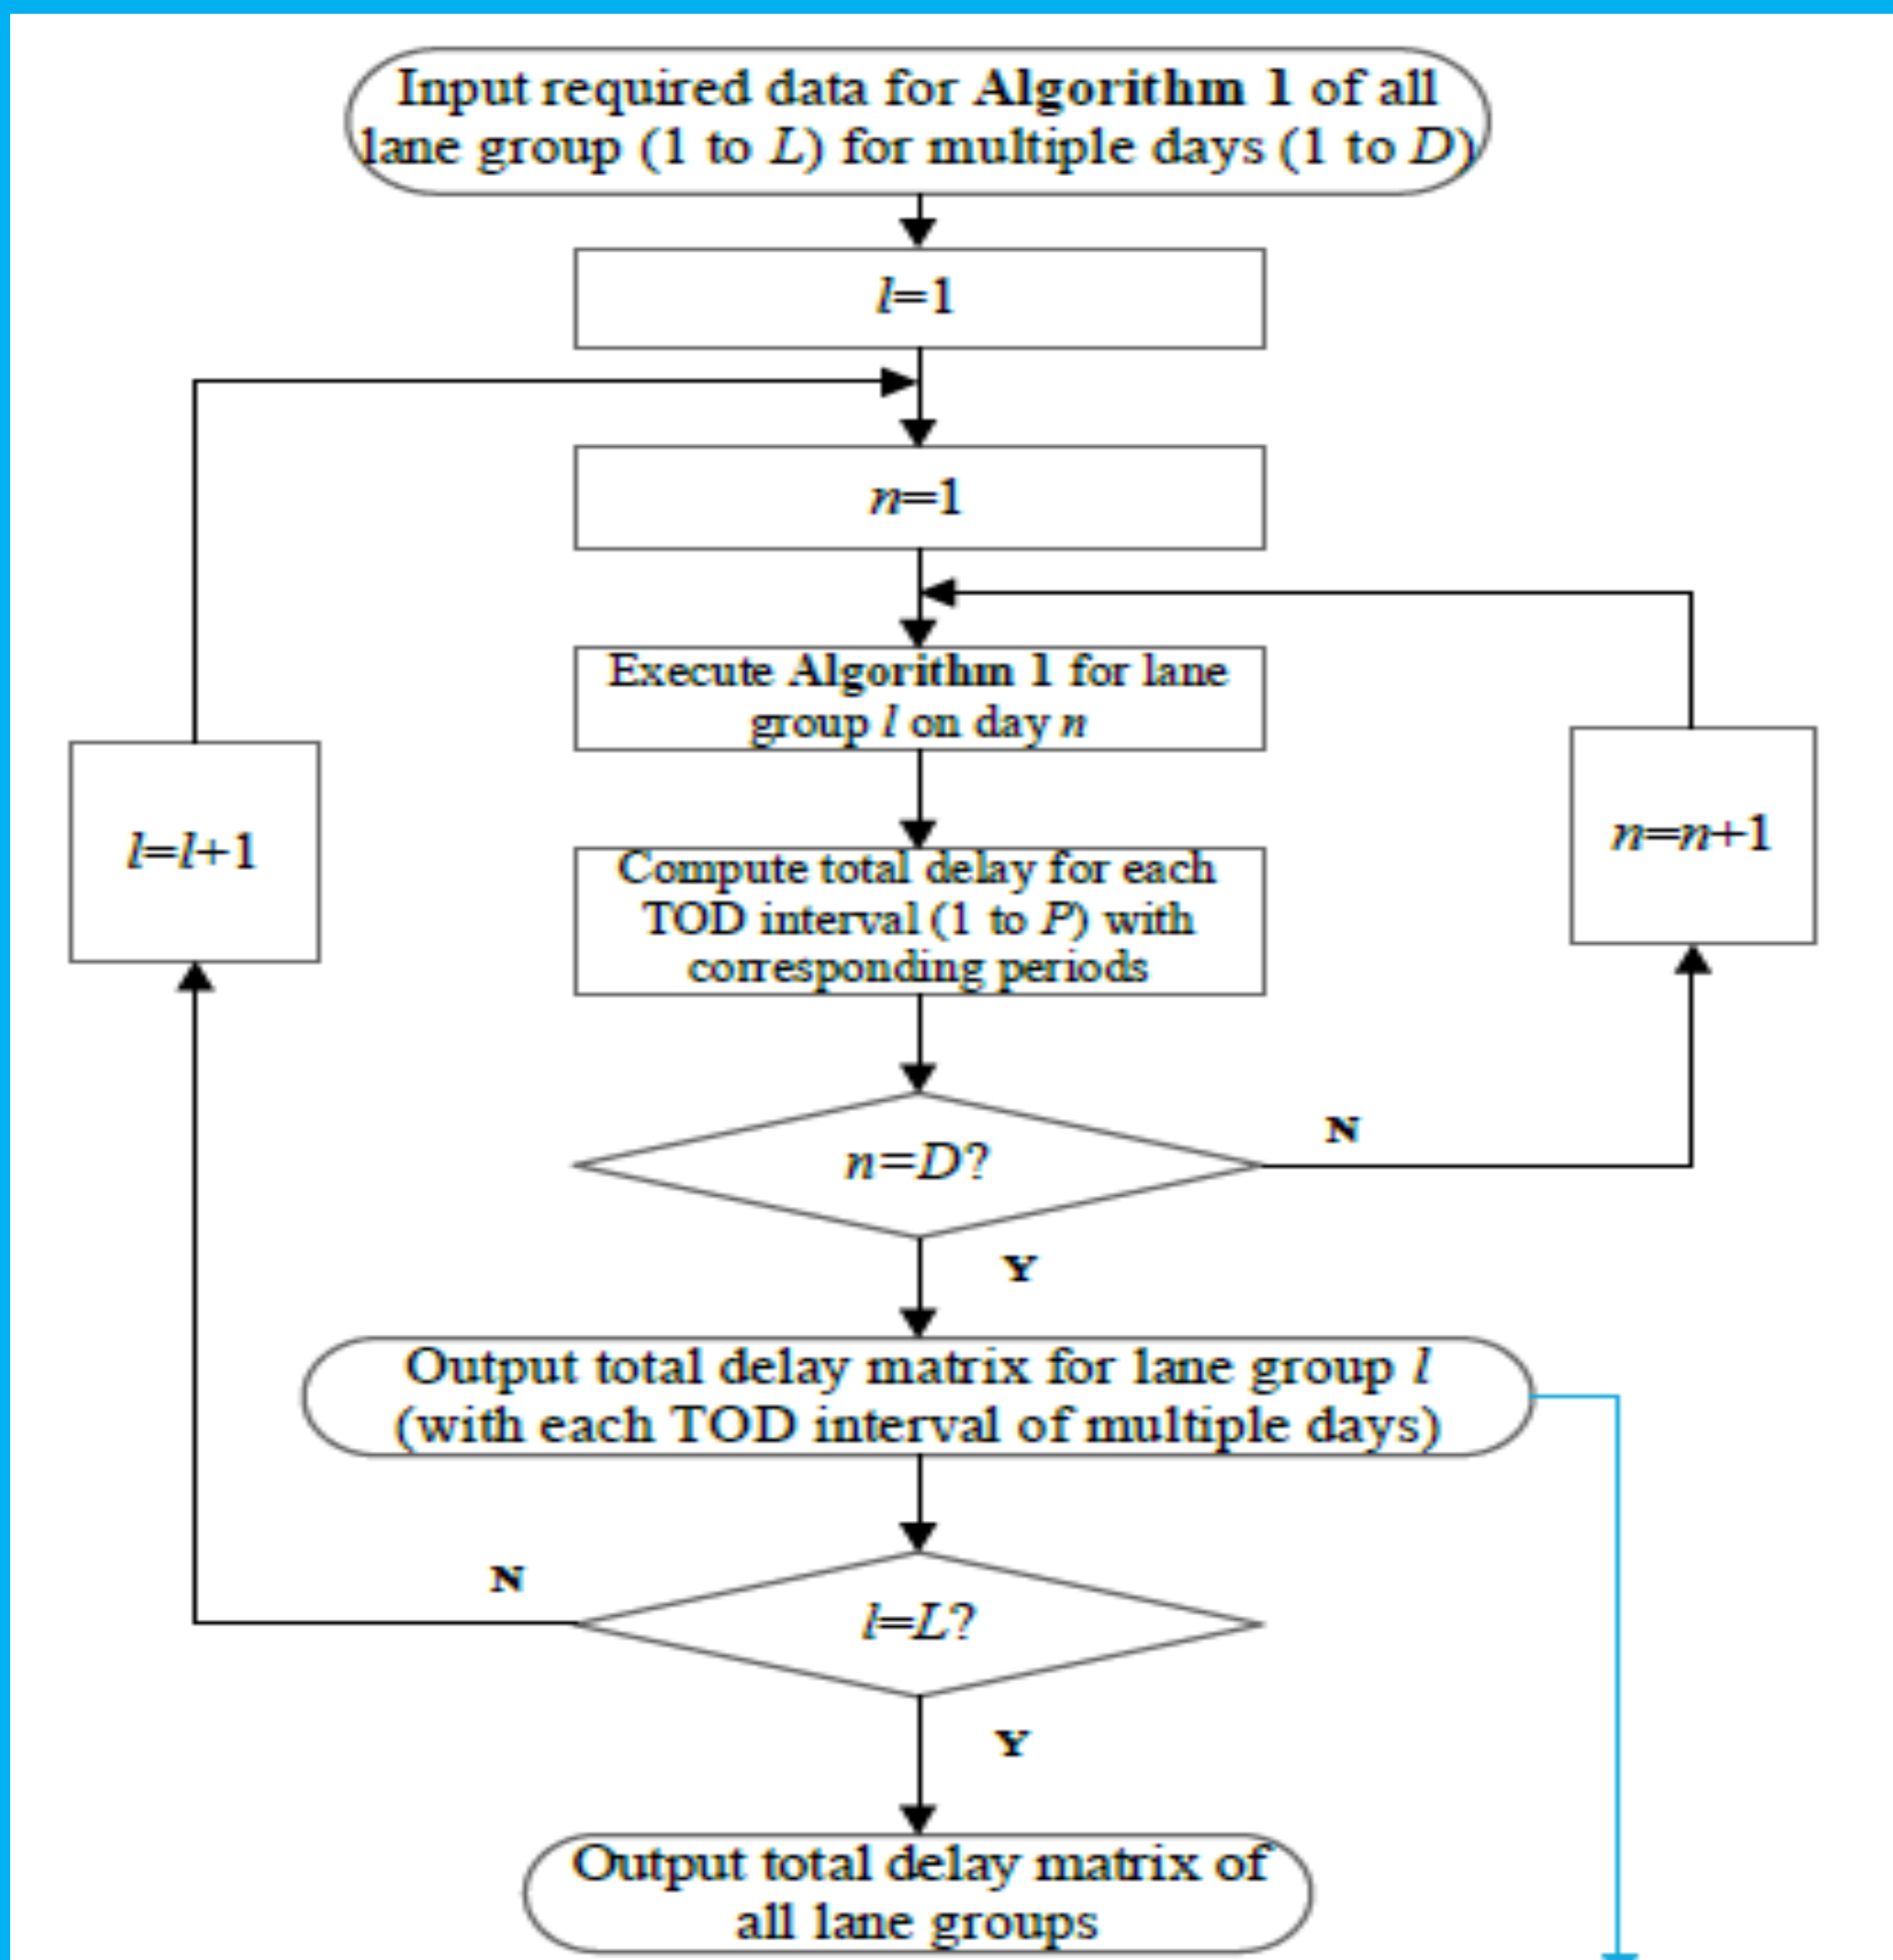 Input required data for Algorithm 1 of all
lane group (1 to L) for multiple days (1 to D)
l=1
n=1
Execute Algorithm 1 for lane
group l on day n
l=l+1
n=n+1
Compute total delay for each
TOD interval (1 to P) with
corresponding periods
N
n=D?
Y
Output total delay matrix for lane group l
(with each TOD interval of multiple days)
N
l=L?
Y
Output total delay matrix of
all lane groups